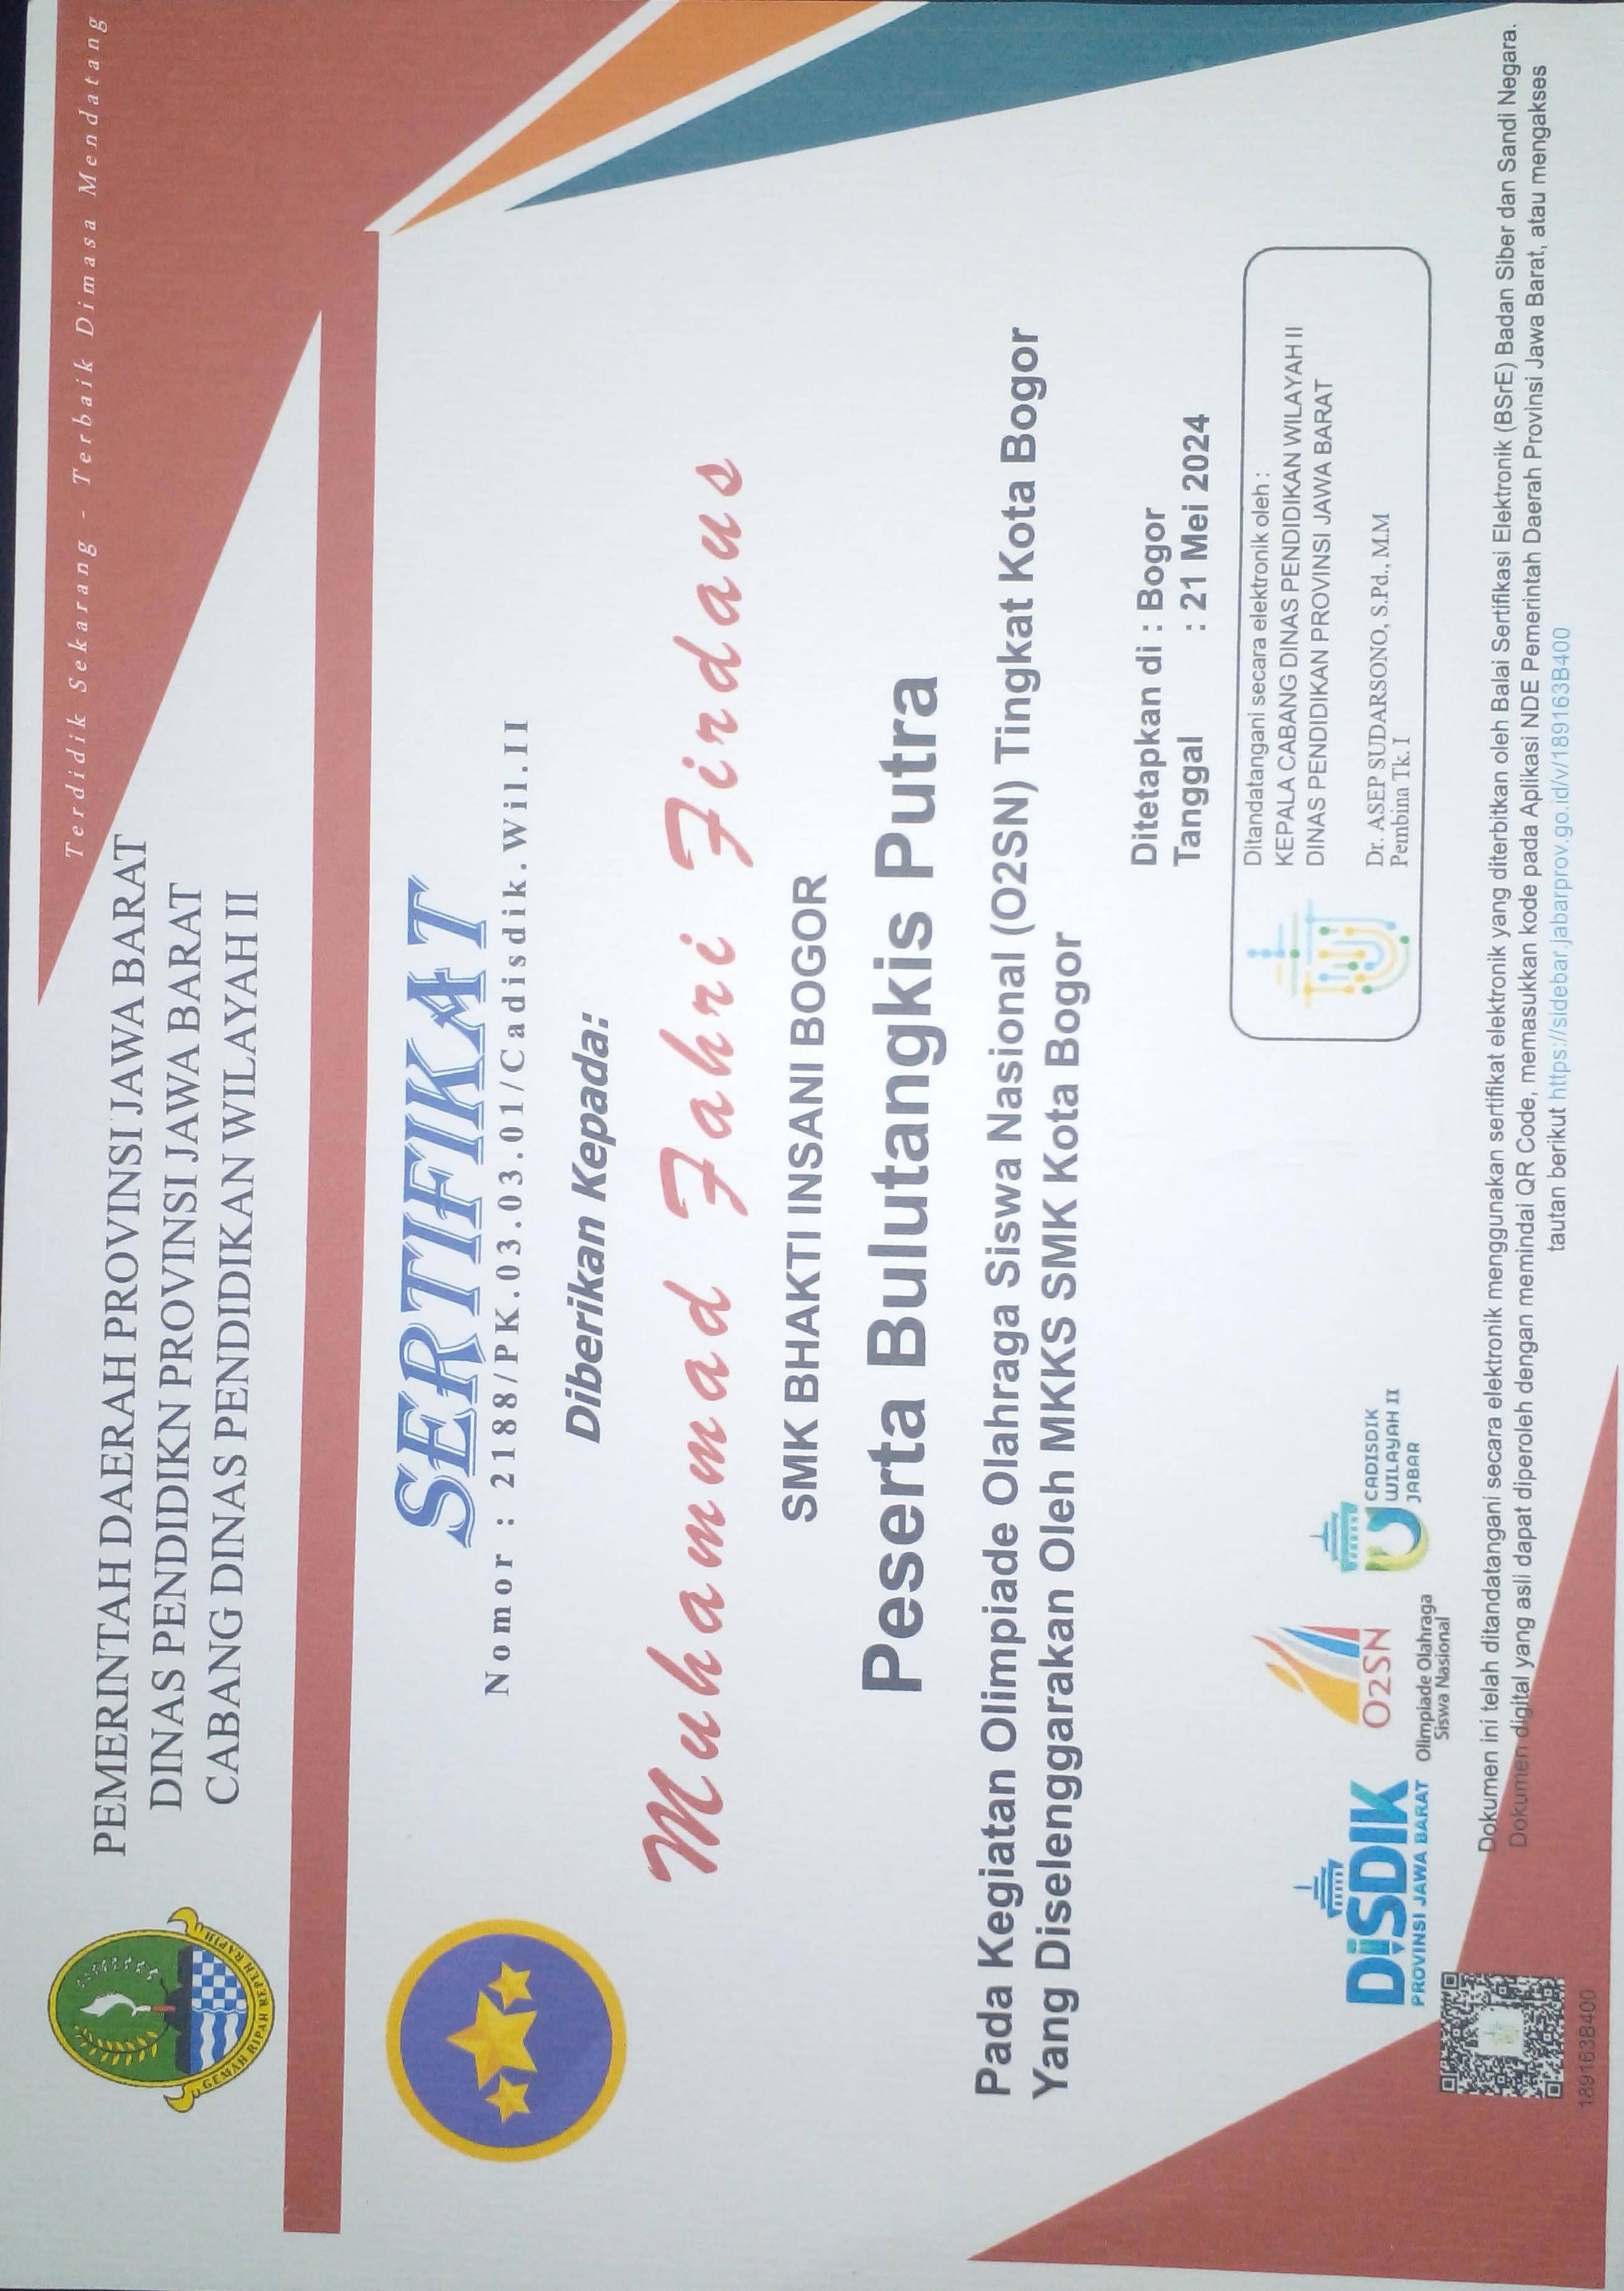 Terdidik Sekarang - Terbaik Dimasa Mendatang
PEMERINTAH DAERAH PROVINSI JAWA BARAT
DINAS PENDIDIKN PROVINSI JAWA BARAT
CABANG DINAS PENDIDIKAN WILAYAH II
GEMAH RIPAH REPEH RAPIH
SERTIFIKAT
Nomor : 2188/PK.03.03.01/Cadisdik.Wil.II
Diberikan Kepada:
Muhammad Fahri Firdaus
SMK BHAKTI INSANI BOGOR
Peserta Bulutangkis Putra
Pada Kegiatan Olimpiade Olahraga Siswa Nasional (O2SN) Tingkat Kota Bogor
Yang Diselenggarakan Oleh MKKS SMK Kota Bogor
Ditetapkan di : Bogor
Tanggal : 21 Mei 2024
Ditandatangani secara elektronik oleh :
KEPALA CABANG DINAS PENDIDIKAN WILAYAH II
DINAS PENDIDIKAN PROVINSI JAWA BARAT
Dr. ASEP SUDARSONO, S.Pd., M.M
Pembina Tk. I
DiSDIK
PROVINSI JAWA BARAT
O2SN
Olimpiade Olahraga
Siswa Nasional
CADISDIK
WILAYAH II
JABAR
Dokumen ini telah ditandatangani secara elektronik menggunakan sertifikat elektronik yang diterbitkan oleh Balai Sertifikasi Elektronik (BSrE) Badan Siber dan Sandi Negara.
Dokumen digital yang asli dapat diperoleh dengan memindai QR Code, memasukkan kode pada Aplikasi NDE Pemerintah Daerah Provinsi Jawa Barat, atau mengakses
tautan berikut https://sidebar.jabarprov.go.id/v/189163B400
189163B400